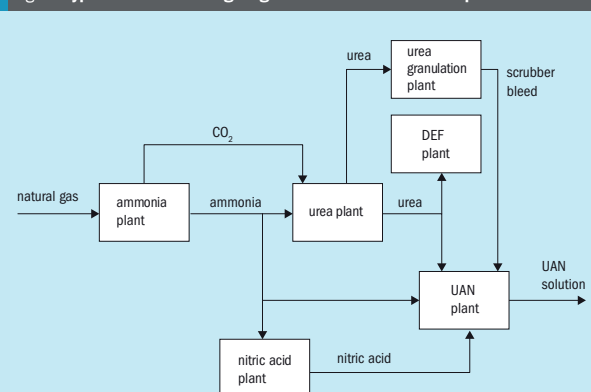 urea
urea
granulation
plant
scrubber
bleed
CO₂
DEF
plant
natural gas
ammonia
plant
ammonia
urea plant
urea
UAN
plant
UAN
solution
nitric acid
plant
nitric acid